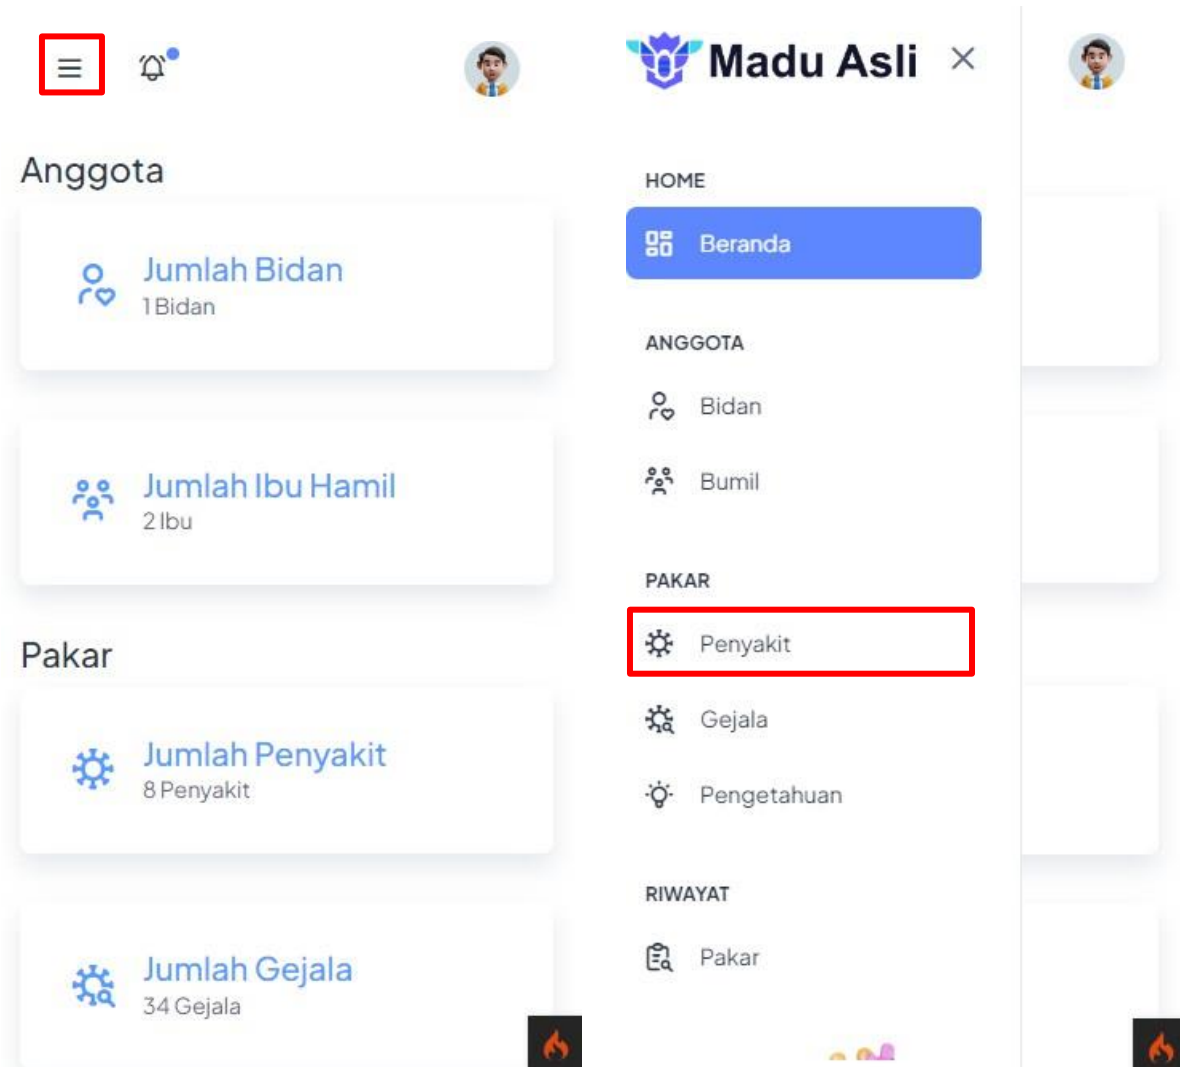 Anggota
Jumlah Bidan
1 Bidan
Jumlah Ibu Hamil
2 Ibu
Pakar
Jumlah Penyakit
8 Penyakit
Jumlah Gejala
34 Gejala
Madu Asli
HOME
Beranda
ANGGOTA
Bidan
Bumil
PAKAR
Penyakit
Gejala
Pengetahuan
RIWAYAT
Pakar